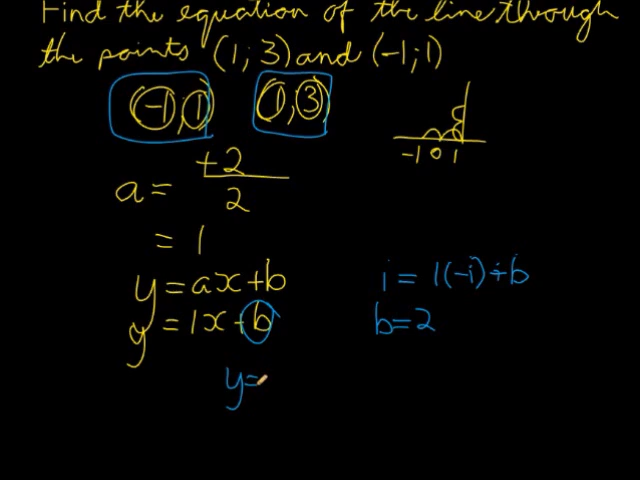 Find the equation of the line through
the points (1; 3) and (-1; 1)
(-1, 1) (1, 3)
-1 0 1
a = +2/2
= 1
y = ax + b
y = 1x + b
1 = 1(-1) + b
b = 2
y =